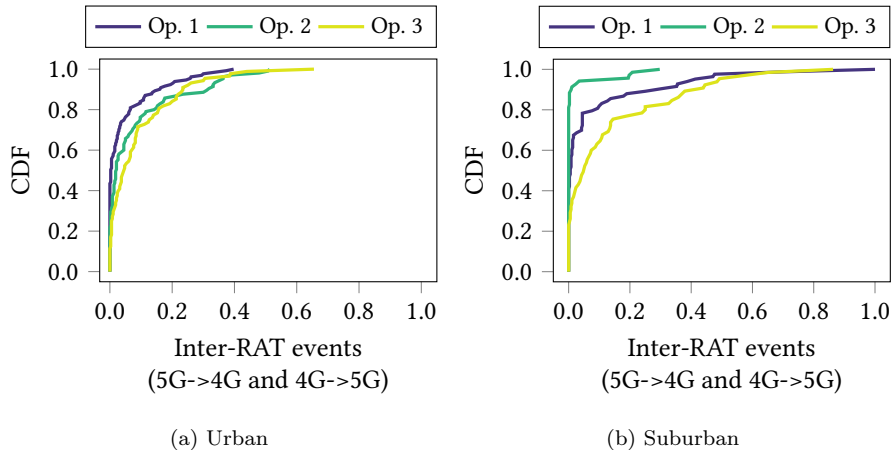 Op. 1 Op. 2 Op. 3
1.0
0.8
0.6
0.4
0.2
0.0
CDF
0.0 0.2 0.4 0.6 0.8 1.0
Inter-RAT events
(5G->4G and 4G->5G)
(a) Urban
Op. 1 Op. 2 Op. 3
1.0
0.8
0.6
0.4
0.2
0.0
CDF
0.0 0.2 0.4 0.6 0.8 1.0
Inter-RAT events
(5G->4G and 4G->5G)
(b) Suburban